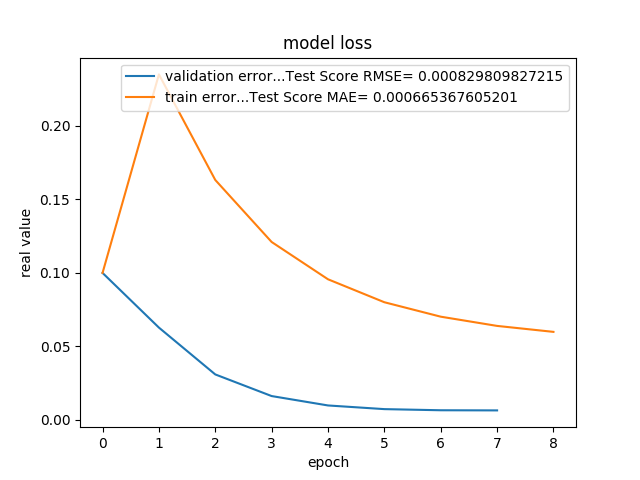 model loss
validation error...Test Score RMSE= 0.000829809827215
train error...Test Score MAE= 0.000665367605201
real value
0.20
0.15
0.10
0.05
0.00
0 1 2 3 4 5 6 7 8
epoch